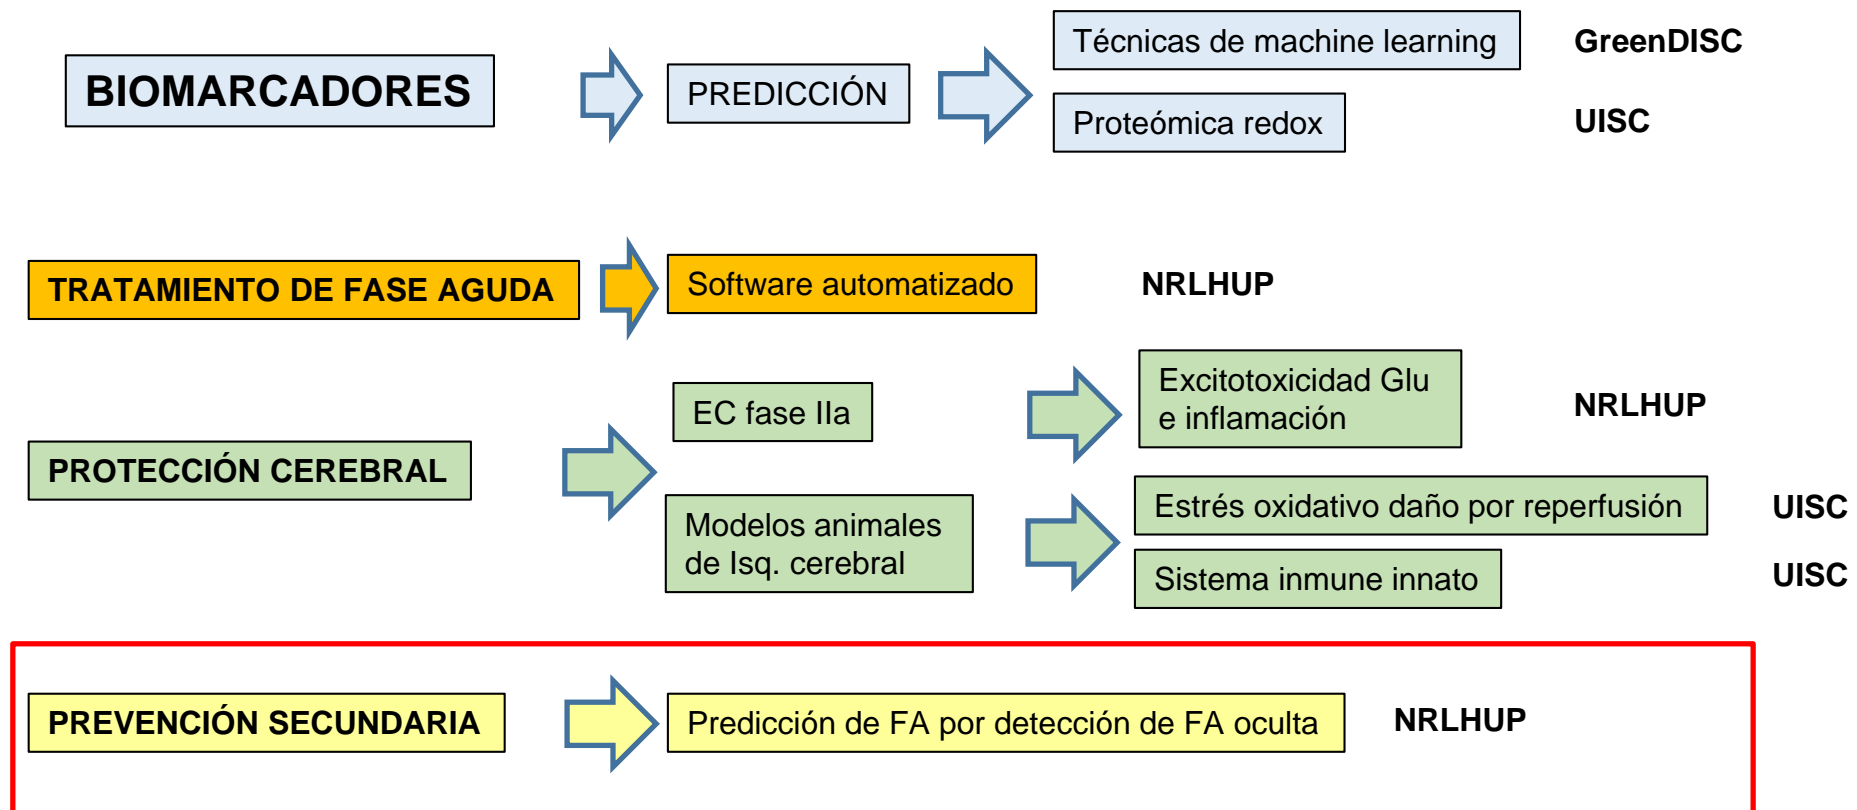 BIOMARCADORES
PREDICCIÓN
Técnicas de machine learning
GreenDISC
Proteómica redox
UISC
TRATAMIENTO DE FASE AGUDA
Software automatizado
NRLHUP
PROTECCIÓN CEREBRAL
EC fase IIa
Excitotoxicidad Glu
e inflamación
NRLHUP
Modelos animales
de Isq. cerebral
Estrés oxidativo daño por reperfusión
UISC
Sistema inmune innato
UISC
PREVENCIÓN SECUNDARIA
Predicción de FA por detección de FA oculta
NRLHUP